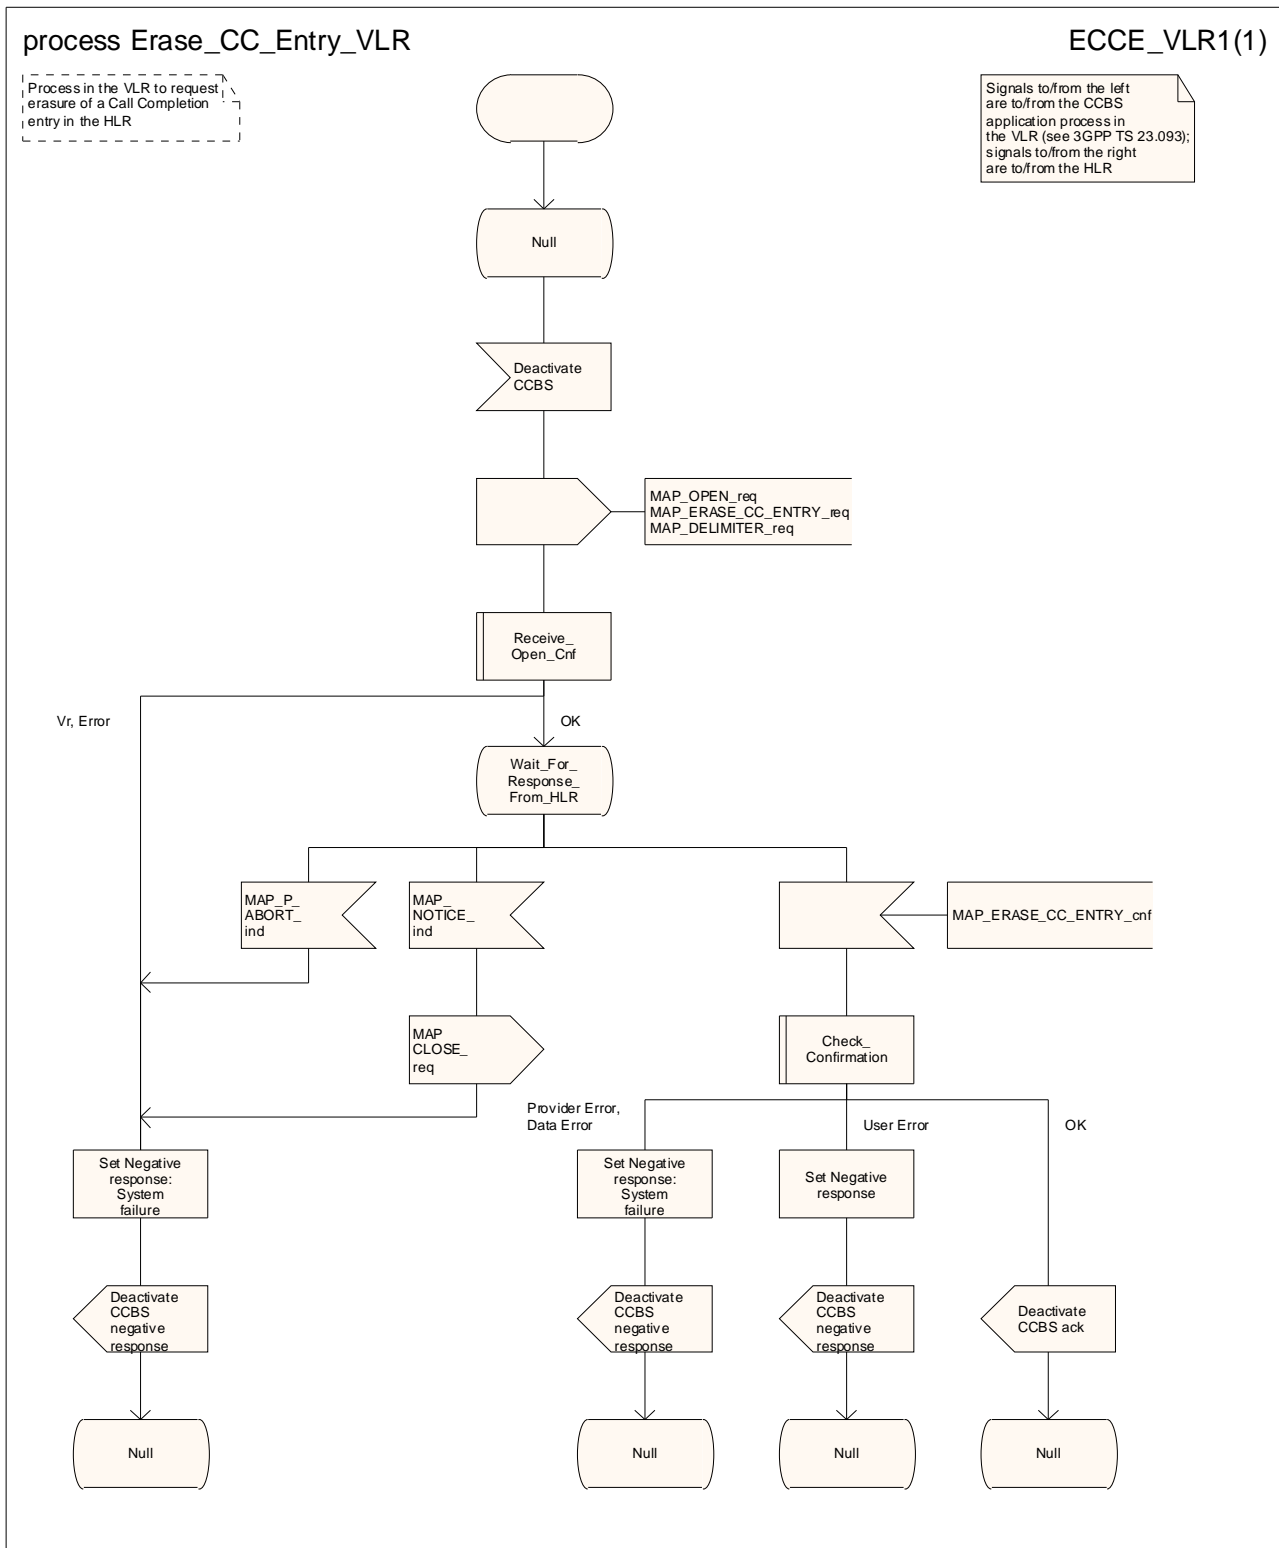 process Erase_CC_Entry_VLR
ECCE_VLR1(1)
Process in the VLR to request
erasure of a Call Completion
entry in the HLR
Signals to/from the left
are to/from the CCBS
application process in
the VLR (see 3GPP TS 23.093);
signals to/from the right
are to/from the HLR
Null
Deactivate
CCBS
MAP_OPEN_req
MAP_ERASE_CC_ENTRY_req
MAP_DELIMITER_req
Receive_
Open_Cnf
Vr, Error
OK
Wait_For_
Response_
From_HLR
MAP_P_
ABORT_
ind
MAP_
NOTICE_
ind
MAP_ERASE_CC_ENTRY_cnf
MAP
CLOSE_
req
Check_
Confirmation
Provider Error,
Data Error
User Error
OK
Set Negative
response:
System
failure
Set Negative
response:
System
failure
Set Negative
response
Deactivate
CCBS
negative
response
Deactivate
CCBS
negative
response
Deactivate
CCBS
negative
response
Deactivate
CCBS ack
Null
Null
Null
Null